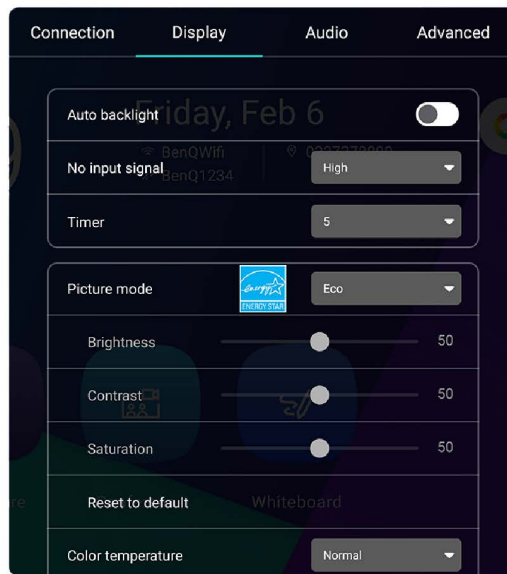 Connection Display Audio Advanced
Friday, Feb 6
Auto backlight
BenQWifi
No input signal High
BenQ1234
Timer 5
Picture mode energy ENERGY STAR Eco
Brightness 50
Contrast 50
Saturation 50
Reset to default Whiteboard
Color temperature Normal